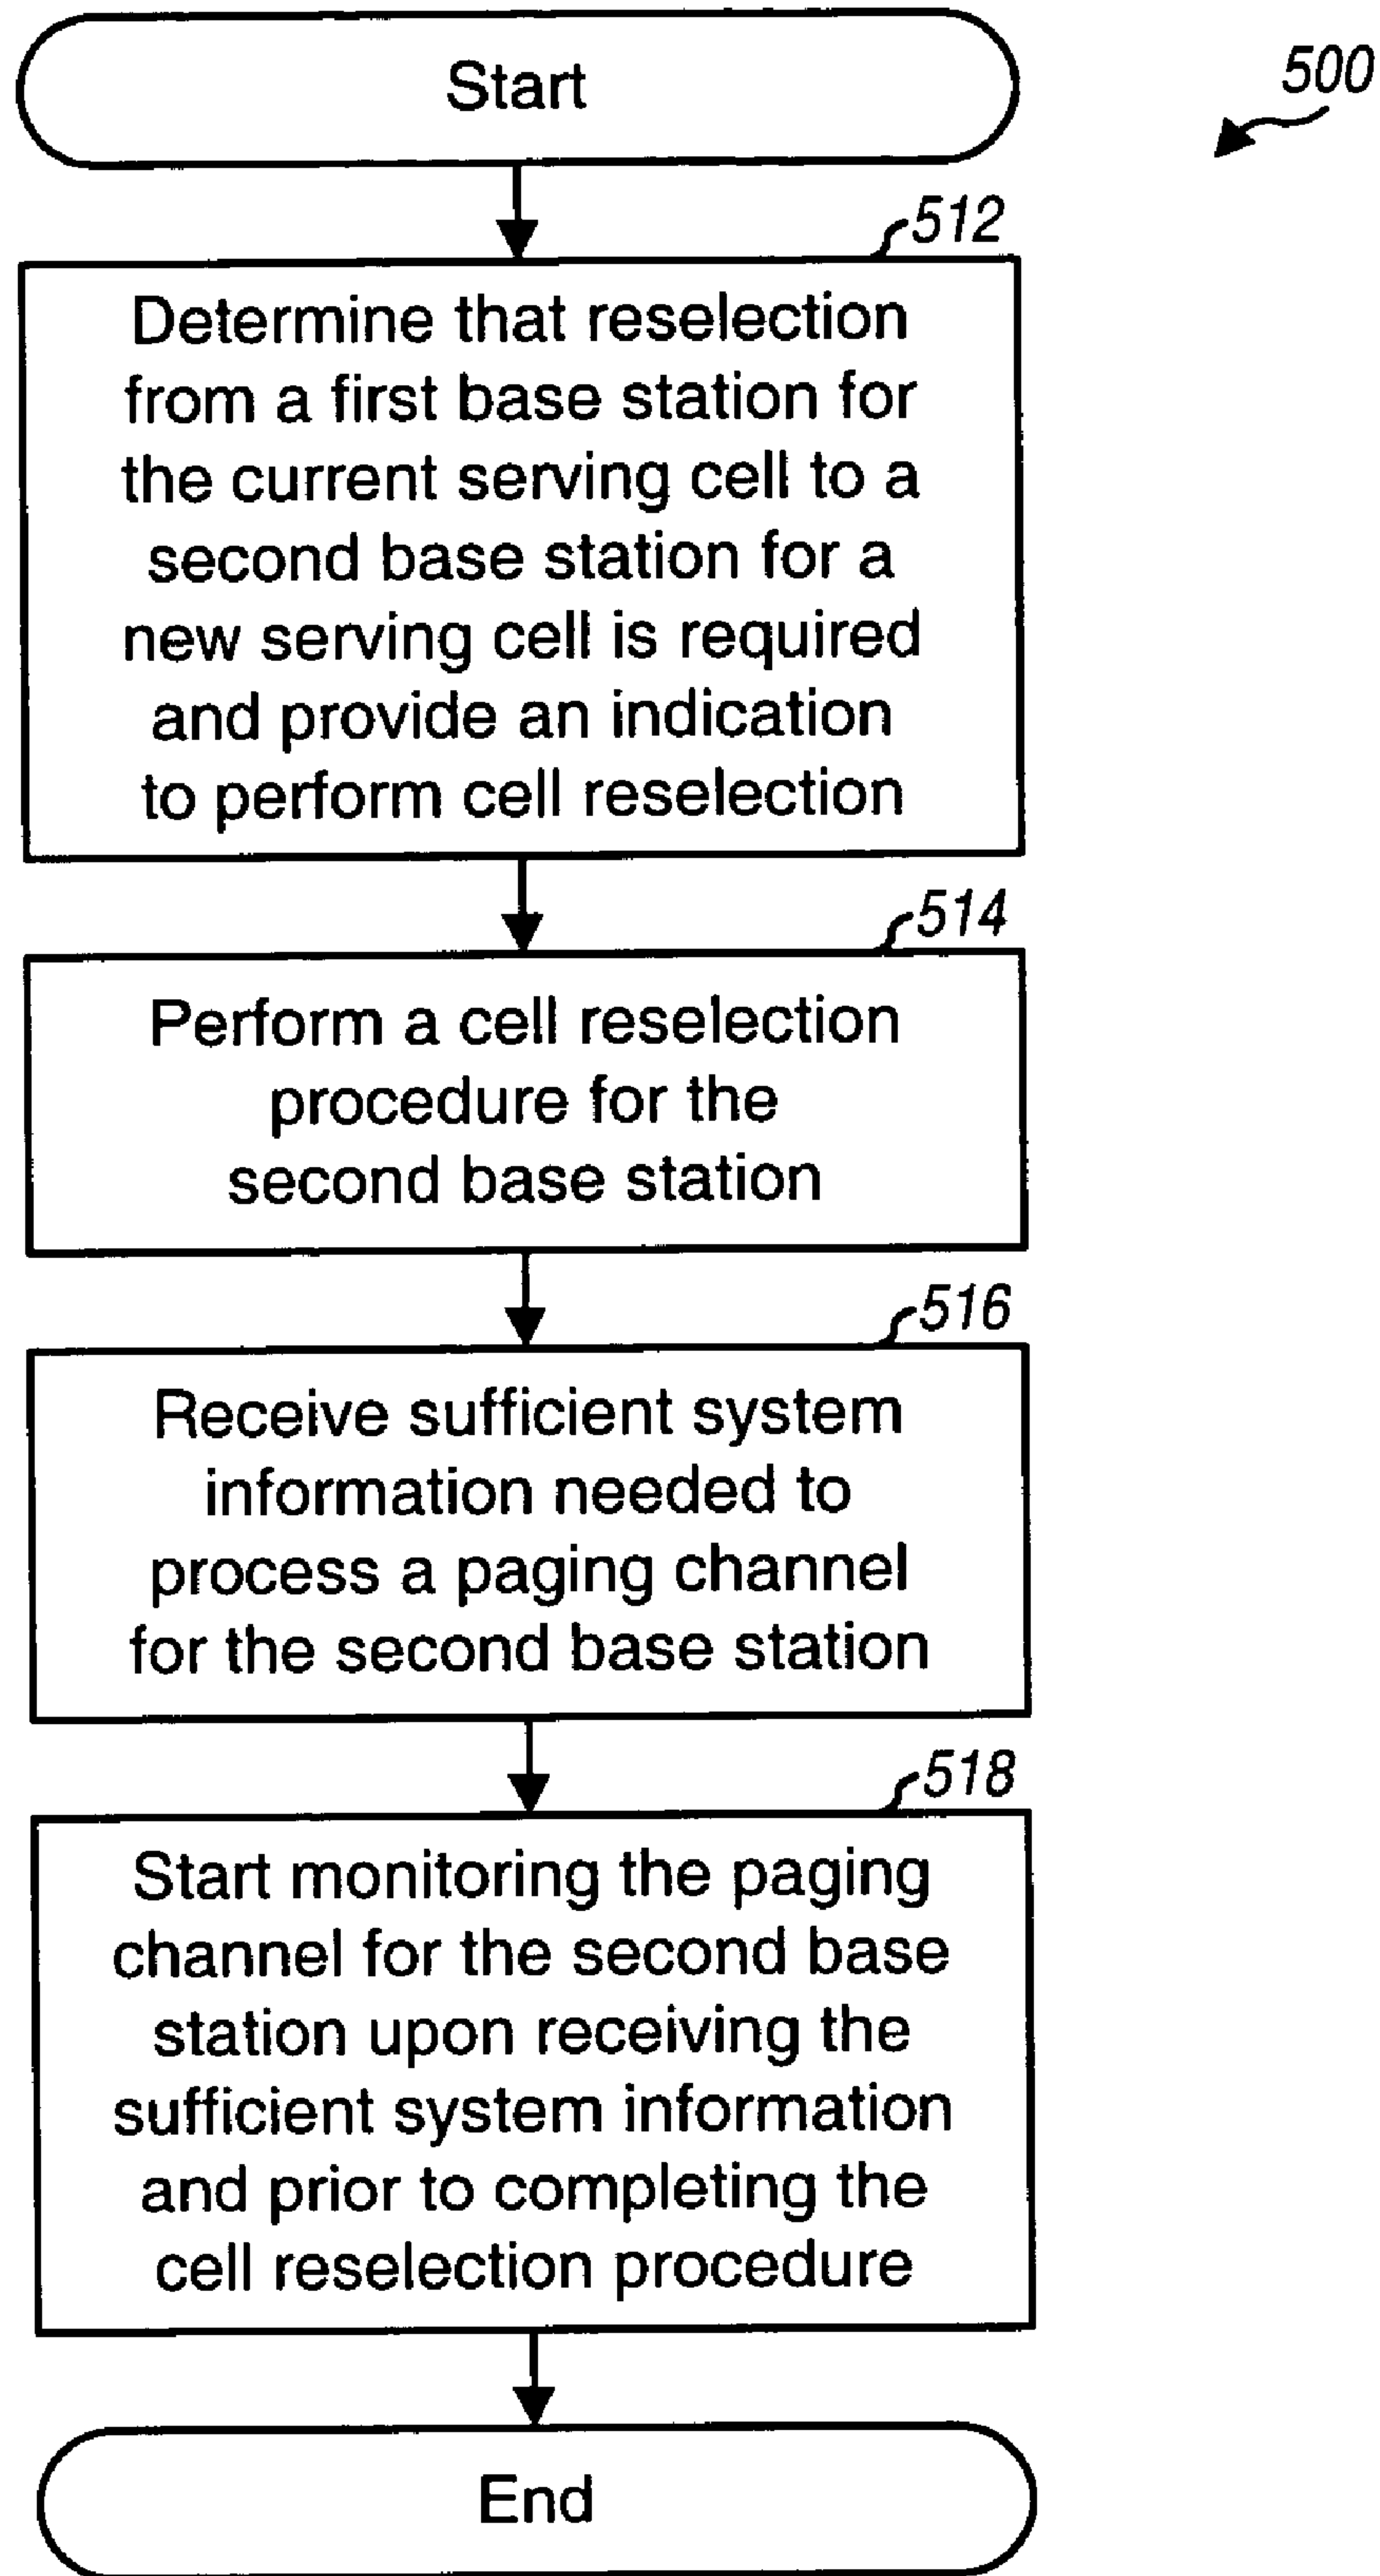 Start
500
512
Determine that reselection
from a first base station for
the current serving cell to a
second base station for a
new serving cell is required
and provide an indication
to perform cell reselection
514
Perform a cell reselection
procedure for the
second base station
516
Receive sufficient system
information needed to
process a paging channel
for the second base station
518
Start monitoring the paging
channel for the second base
station upon receiving the
sufficient system information
and prior to completing the
cell reselection procedure
End